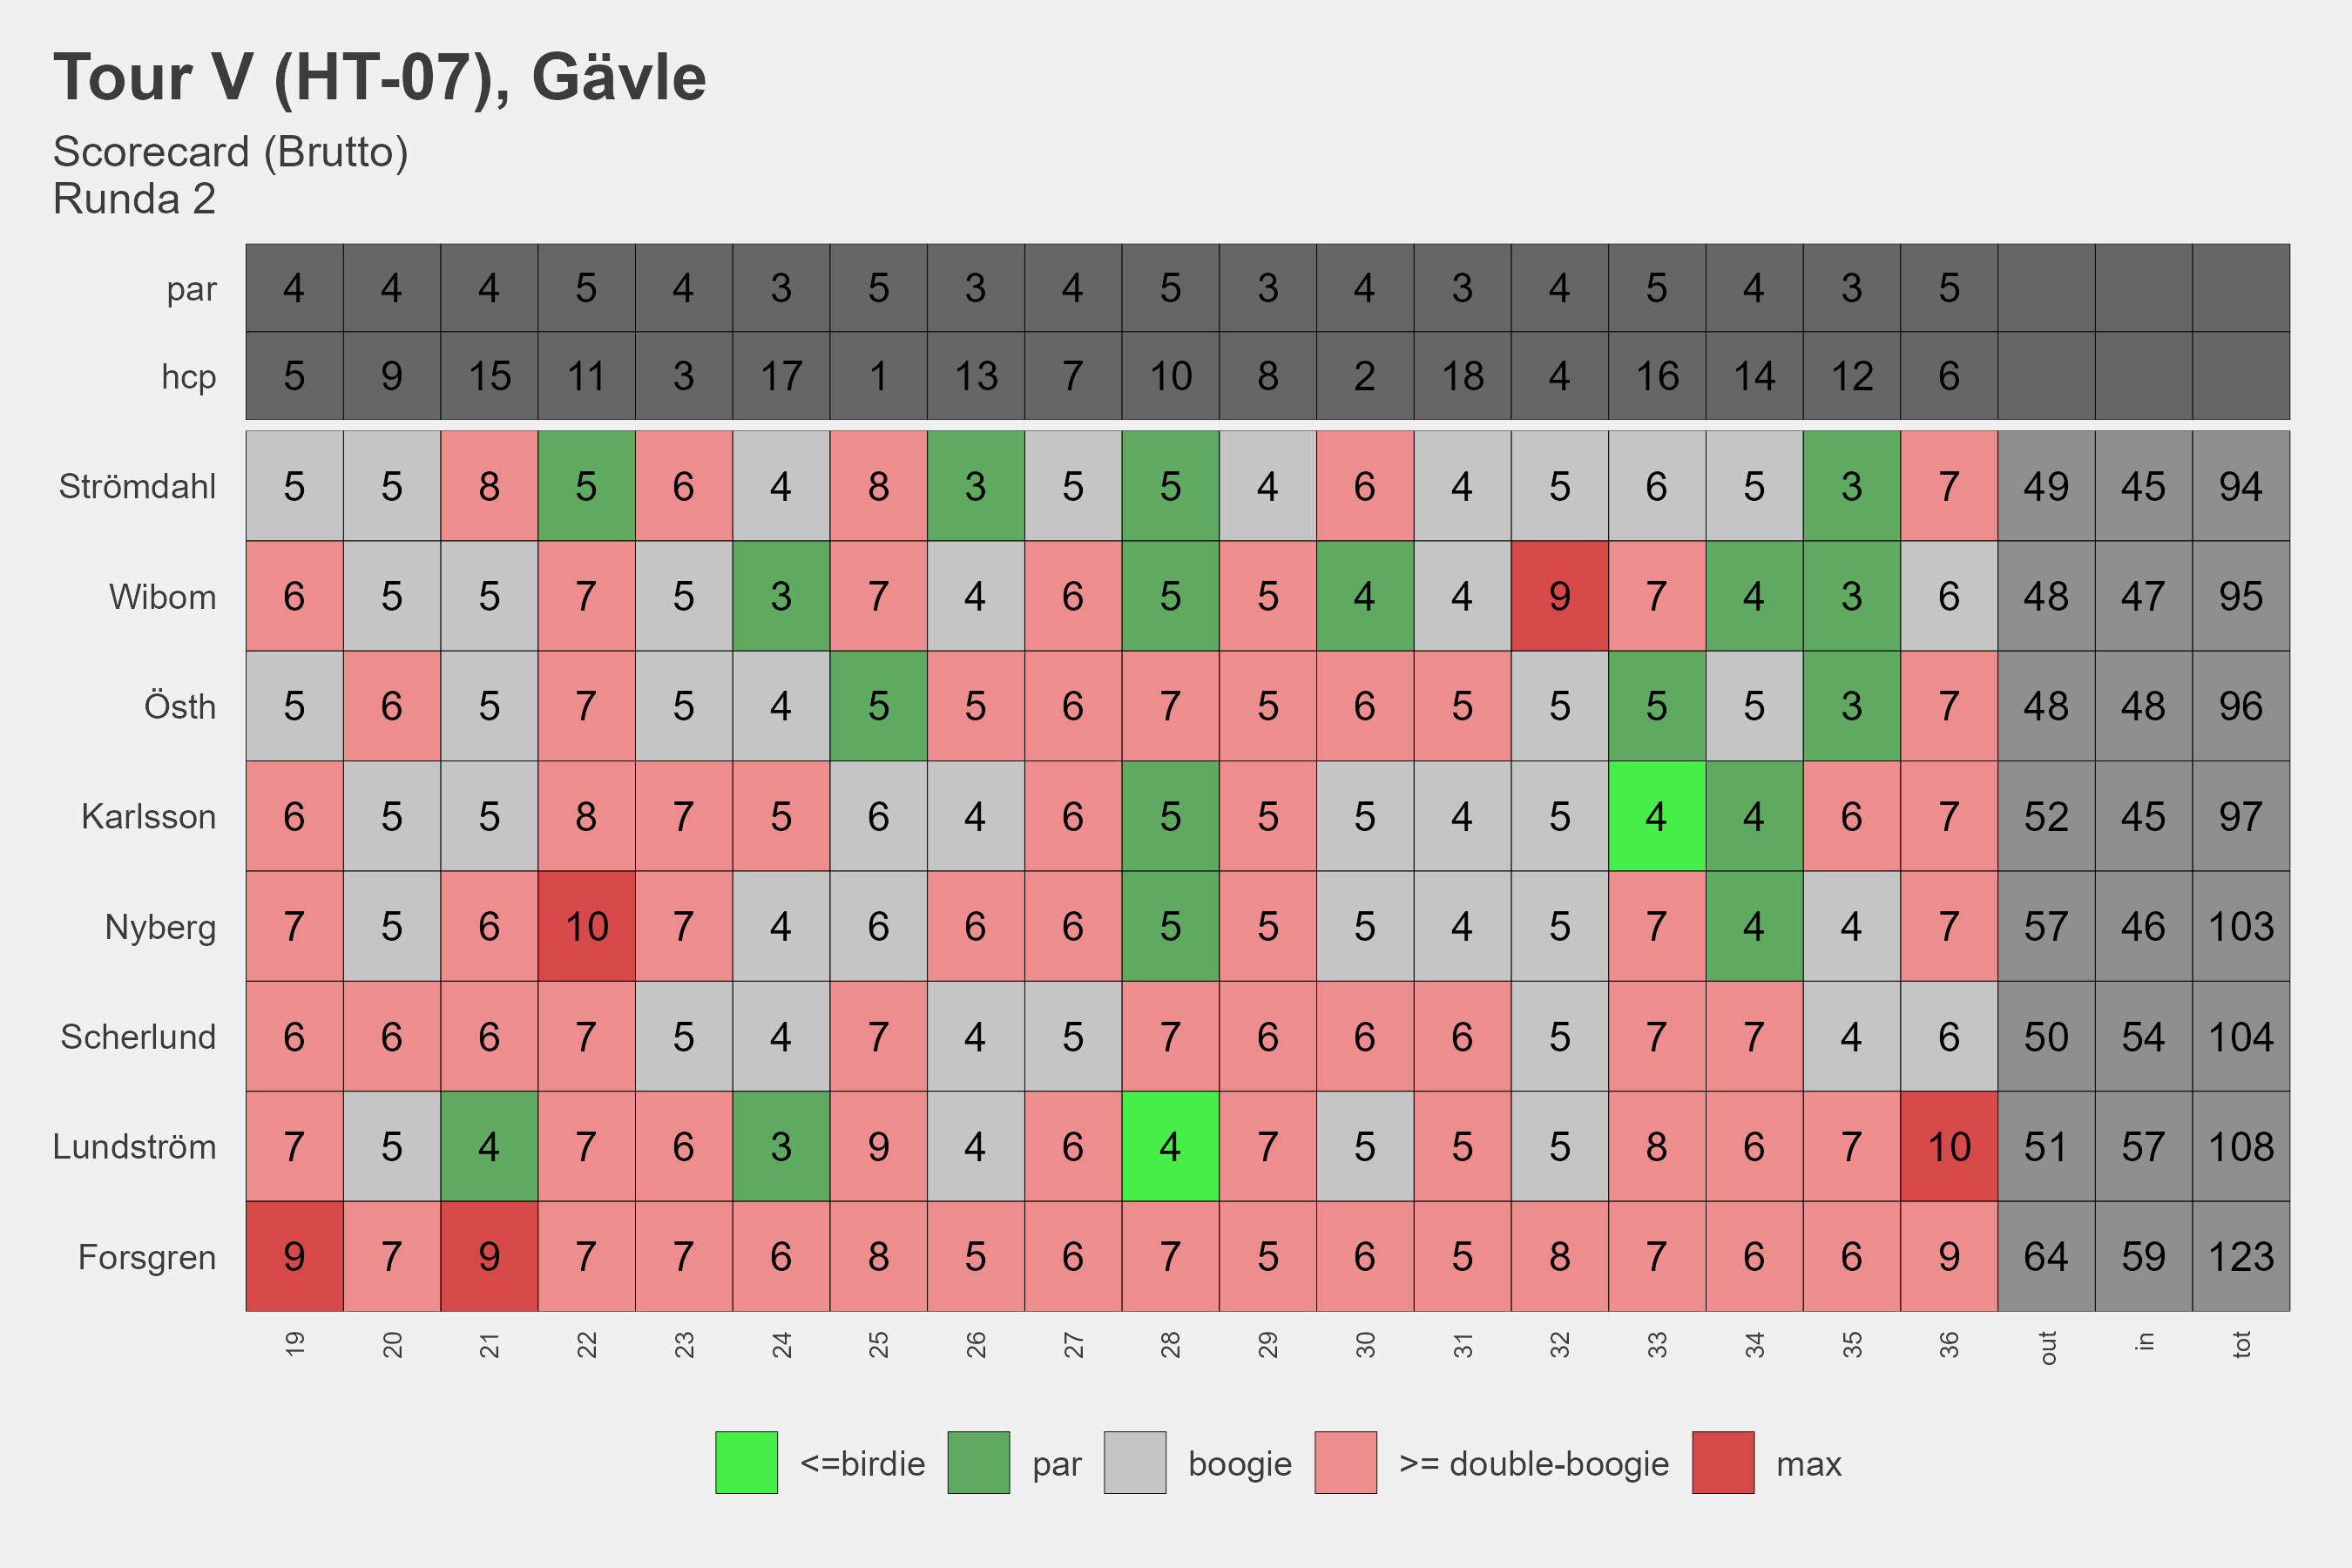 Tour V (HT-07), Gävle
Scorecard (Brutto)
Runda 2
par 4 4 4 5 4 3 5 3 4 5 3 4 3 4 5 4 3 5
hcp 5 9 15 11 3 17 1 13 7 10 8 2 18 4 16 14 12 6
Strömdahl 5 5 8 5 6 4 8 3 5 5 4 6 4 5 6 5 3 7 49 45 94
Wibom 6 5 5 7 5 3 7 4 6 5 5 4 4 9 7 4 3 6 48 47 95
Östh 5 6 5 7 5 4 5 5 6 7 5 6 5 5 5 5 3 7 48 48 96
Karlsson 6 5 5 8 7 5 6 4 6 5 5 5 4 5 4 4 6 7 52 45 97
Nyberg 7 5 6 10 7 4 6 6 6 5 5 5 4 5 7 4 4 7 57 46 103
Scherlund 6 6 6 7 5 4 7 4 5 7 6 6 6 5 7 7 4 6 50 54 104
Lundström 7 5 4 7 6 3 9 4 6 4 7 5 5 5 8 6 7 10 51 57 108
Forsgren 9 7 9 7 7 6 8 5 6 7 5 6 5 8 7 6 6 9 64 59 123
19 20 21 22 23 24 25 26 27 28 29 30 31 32 33 34 35 36 out in tot
<=birdie par boogie >= double-boogie max